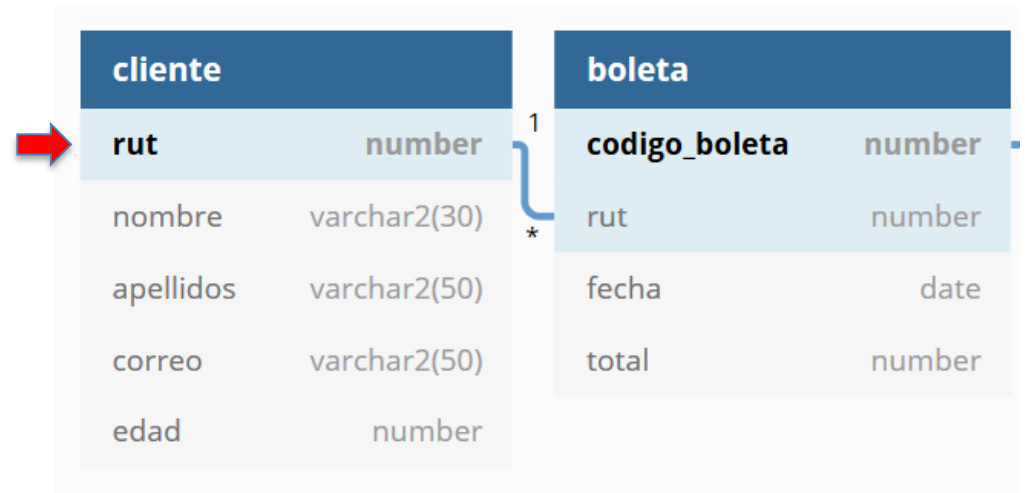 cliente
rut number
nombre varchar2(30)
apellidos varchar2(50)
correo varchar2(50)
edad number
1
*
boleta
codigo_boleta number
rut number
fecha date
total number